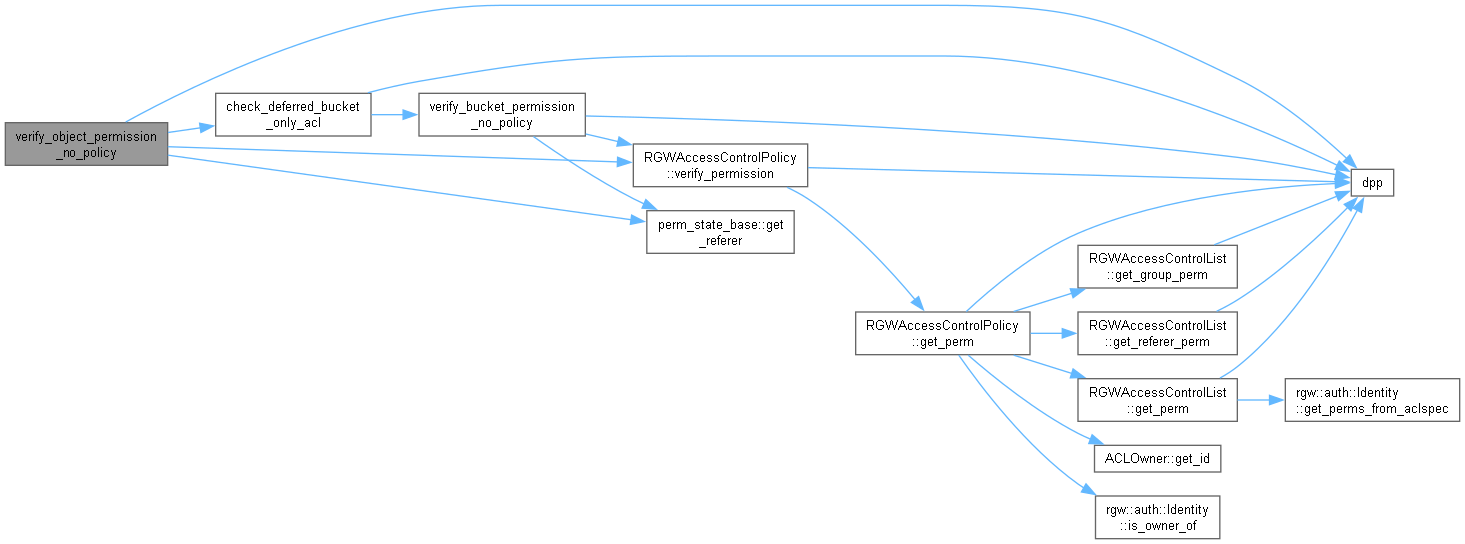 verify_object_permission
_no_policy
check_deferred_bucket
_only_acl
verify_bucket_permission
_no_policy
RGWAccessControlPolicy
::verify_permission
perm_state_base::get
_referer
dpp
RGWAccessControlPolicy
::get_perm
RGWAccessControlList
::get_group_perm
RGWAccessControlList
::get_referer_perm
RGWAccessControlList
::get_perm
rgw::auth::Identity
::get_perms_from_aclspec
ACLOwner::get_id
rgw::auth::Identity
::is_owner_of